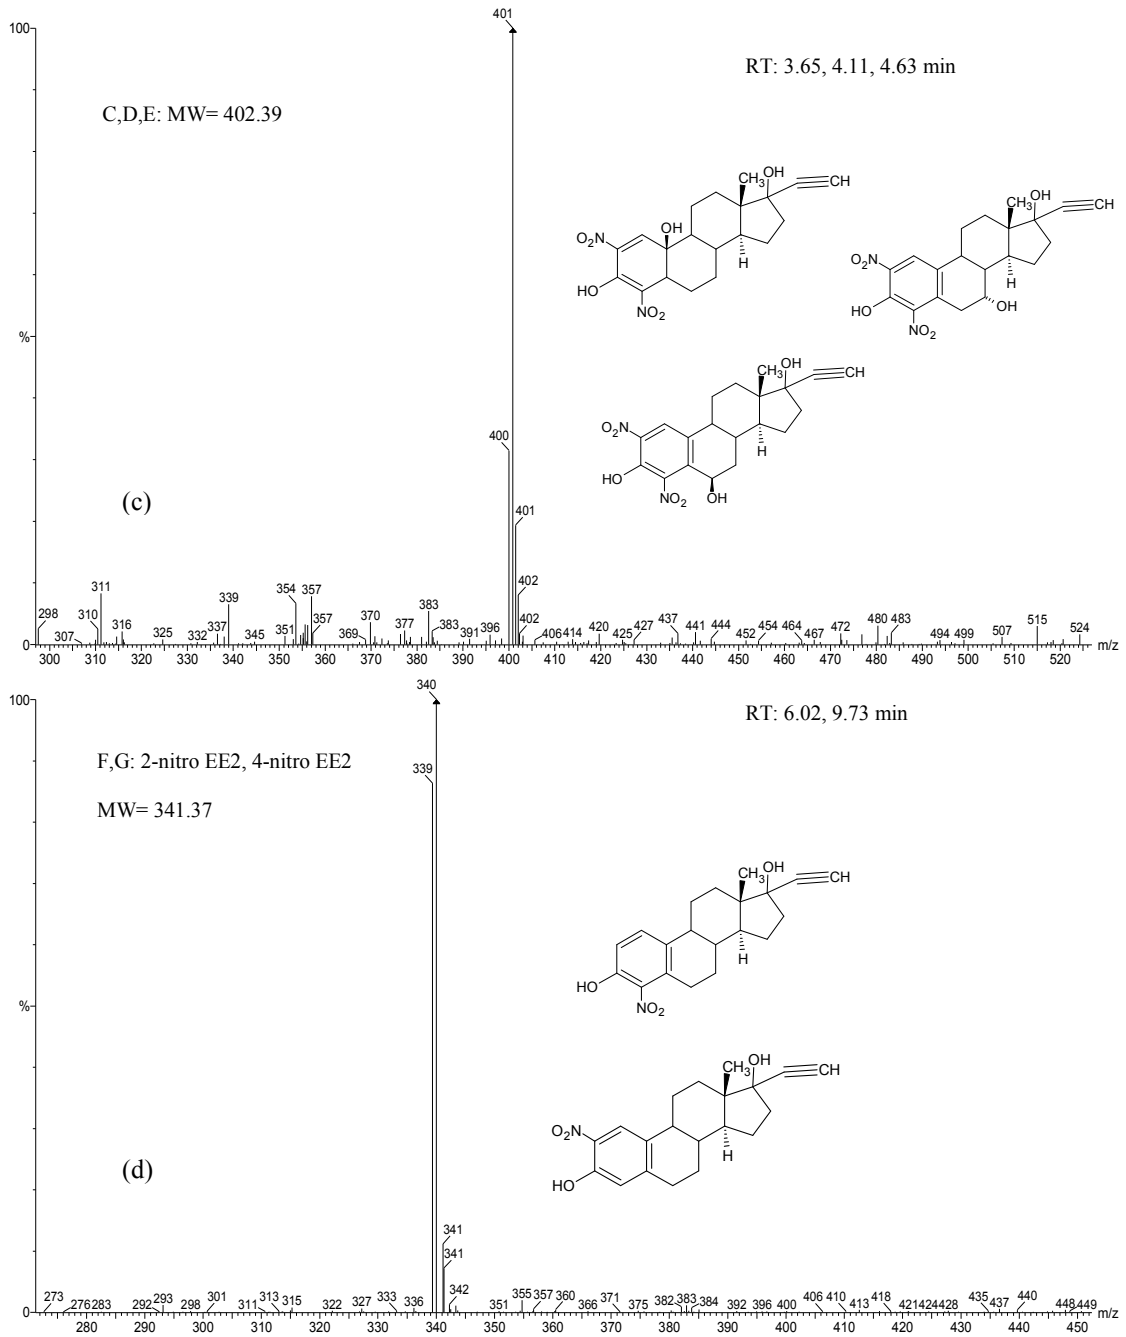 401
100
RT: 3.65, 4.11, 4.63 min
C,D,E: MW= 402.39
OH
CH3
CH
OH
O2N
H
HO
NO2
OH
CH3
CH
O2N
H
HO
OH
NO2
%
OH
CH3
CH
O2N
H
HO
NO2
OH
400
(c)
401
298
307
310
311
316
325
332
337
339
345
351
354
357
357
369
370
377
383
383
391
396
402
402
406
414
420
425
427
437
441
444
452
454
464
467
472
480
483
494
499
507
515
524
0
300 310 320 330 340 350 360 370 380 390 400 410 420 430 440 450 460 470 480 490 500 510 520
m/z
340
100
RT: 6.02, 9.73 min
F,G: 2-nitro EE2, 4-nitro EE2
339
MW= 341.37
OH
CH3
CH
H
HO
NO2
%
OH
CH3
CH
O2N
H
HO
(d)
341
341
273
276
283
292
293
298
301
311
313
315
322
327
333
336
342
351
355
357
360
366
371
375
382
383
384
392
396
400
406
410
413
418
421
424
428
435
437
440
448
449
0
280 290 300 310 320 330 340 350 360 370 380 390 400 410 420 430 440 450
m/z